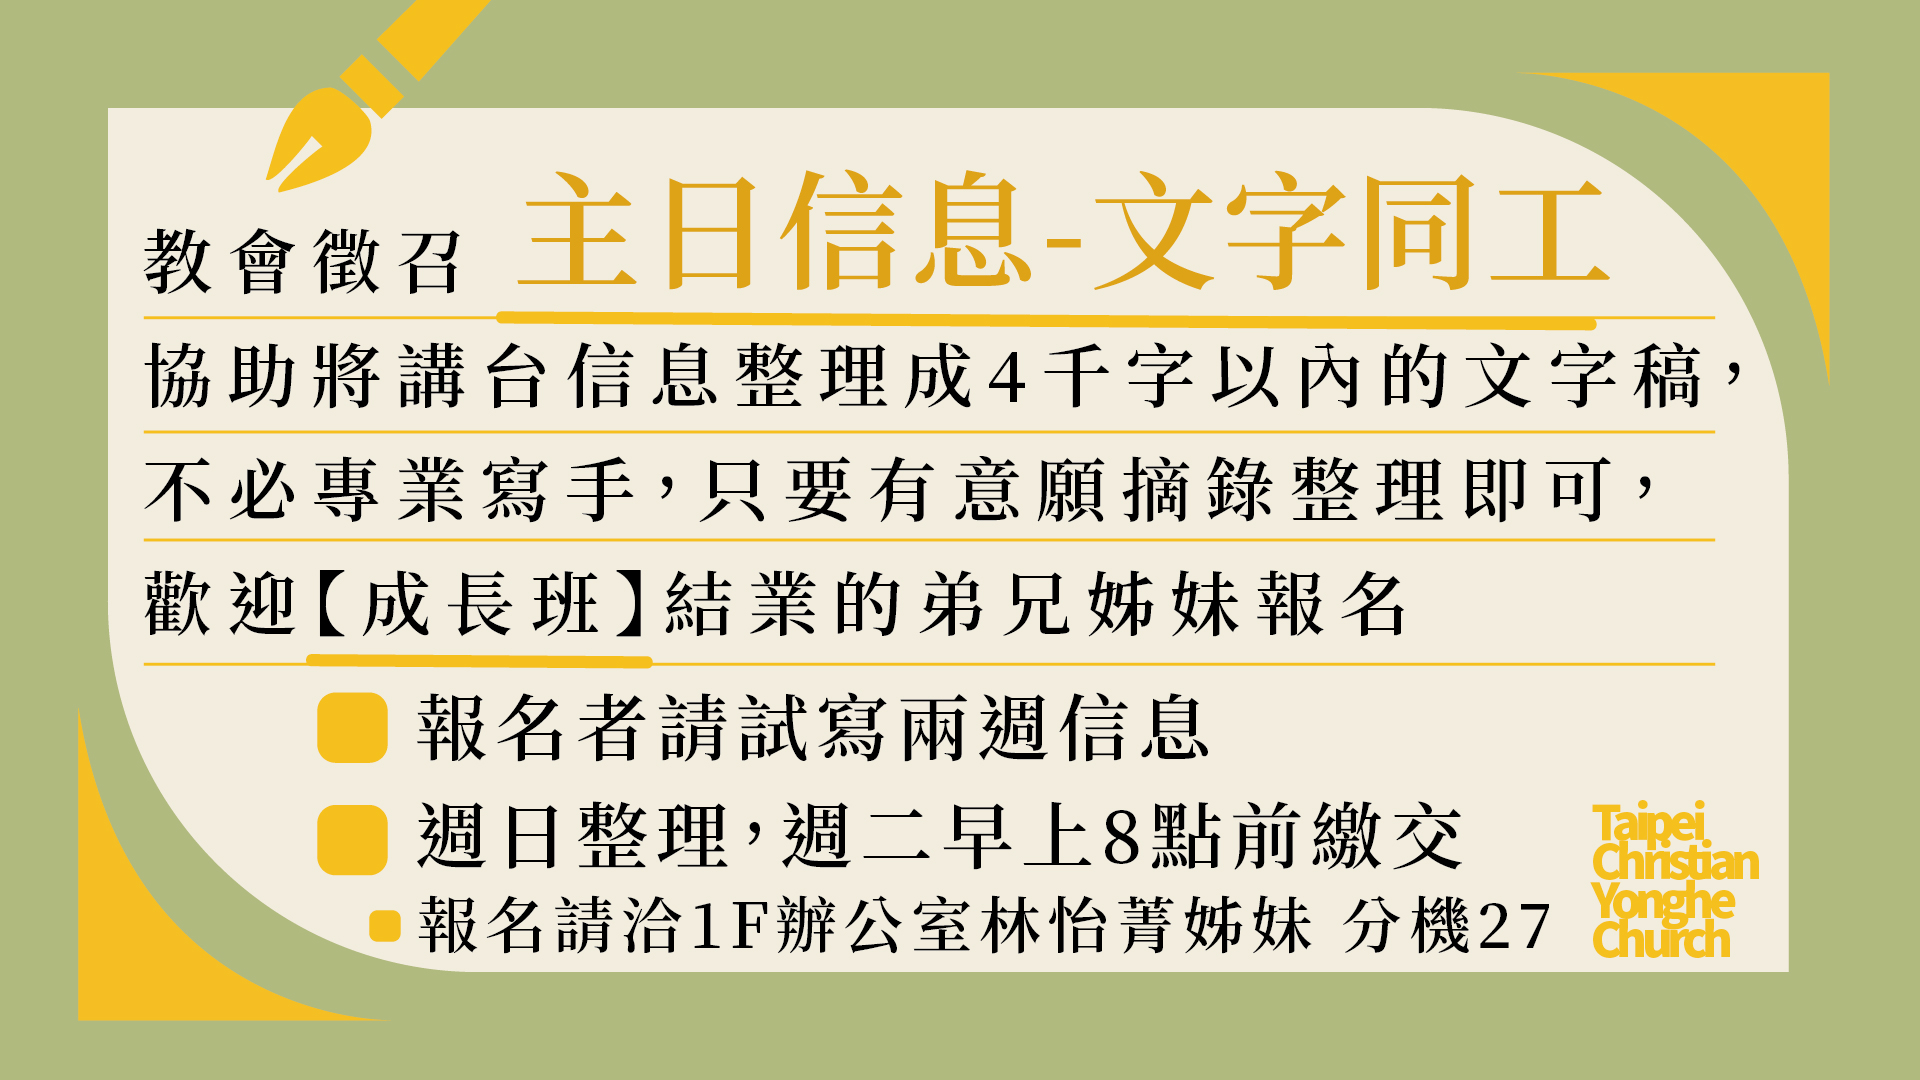 教會徵召 主日信息-文字同工
協助將講台信息整理成4千字以內的文字稿，
不必專業寫手，只要有意願摘錄整理即可，
歡迎【成長班】結業的弟兄姊妹報名
報名者請試寫兩週信息
週日整理，週二早上8點前繳交
報名請洽1F辦公室林怡菁姊妹 分機27
Taipei
Christian
Yonghe
Church